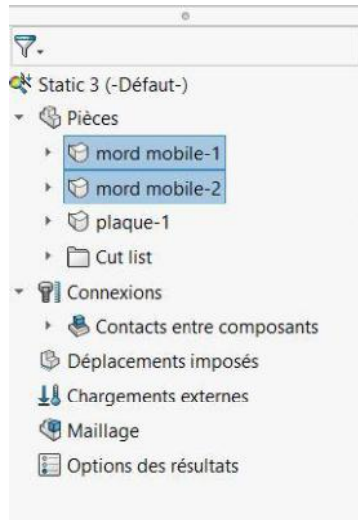 Static 3 (-Défaut-)
Pièces
mord mobile-1
mord mobile-2
plaque-1
Cut list
Connexions
Contacts entre composants
Déplacements imposés
Chargements externes
Maillage
Options des résultats